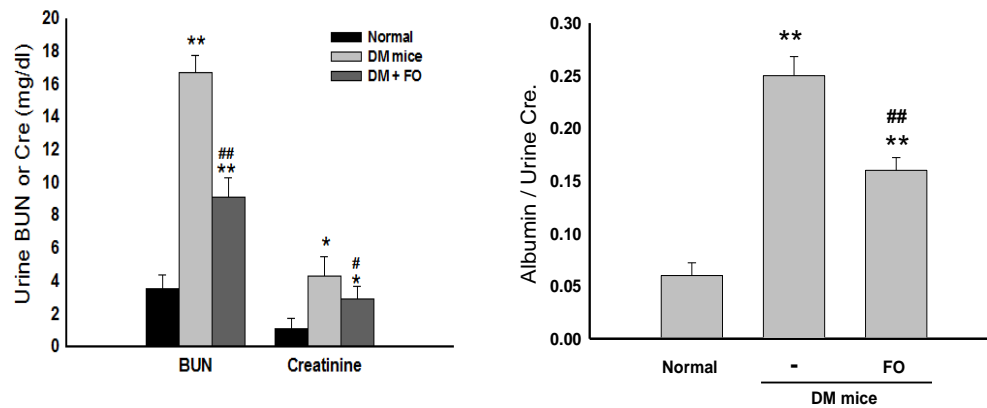 Urine BUN or Cre (mg/dl)
20
18
16
14
12
10
8
6
4
2
0
Normal
DM mice
DM + FO
**
##
**
*
#
*
BUN
Creatinine
Albumin / Urine Cre.
0.30
0.25
0.20
0.15
0.10
0.05
0.00
**
##
**
Normal
-
FO
DM mice